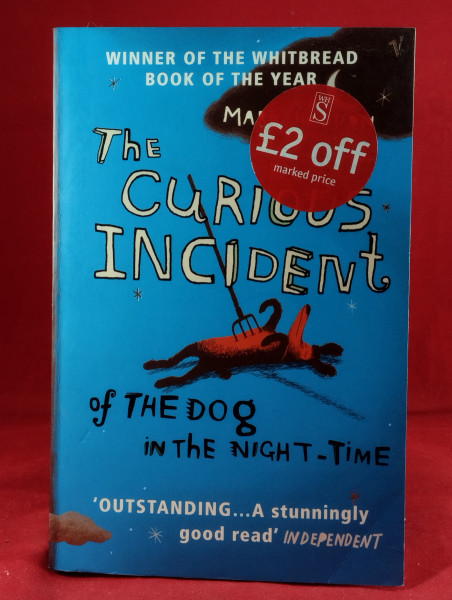 WINNER OF THE WHITBREAD
BOOK OF THE YEAR
WH
S
£2 off
marked price
The
CURIOUS
INCIDENT
of THE DOg
iN THE NiGHT-TiME
'OUTSTANDING...A stunningly
good read' INDEPENDENT